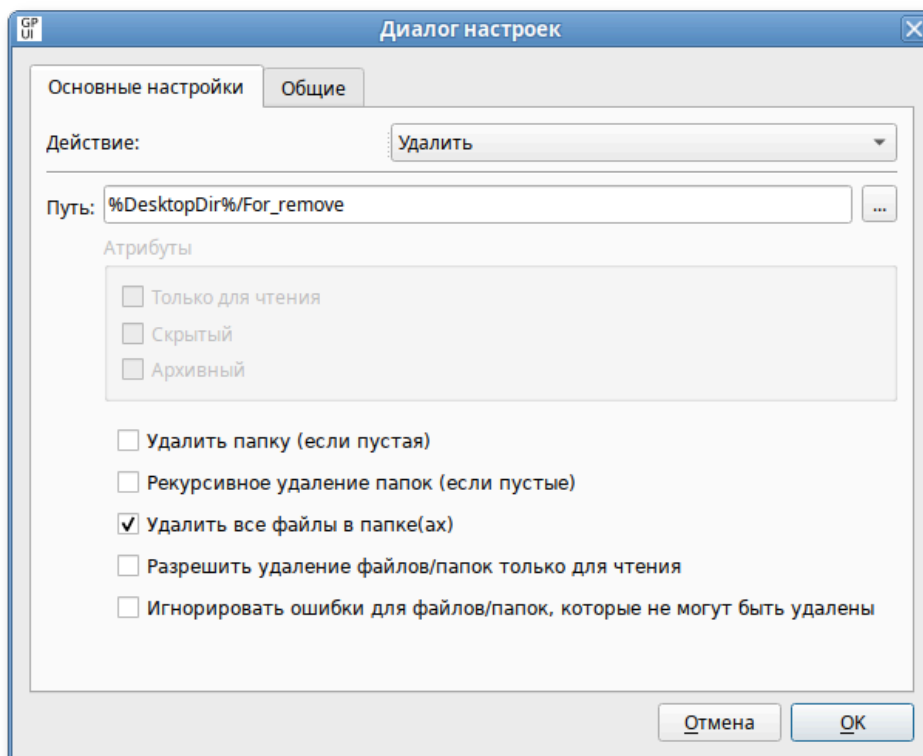 GP
UI
Диалог настроек
Основные настройки
Общие
Действие:
Удалить
Путь:
%DesktopDir%/For_remove
...
Атрибуты
Только для чтения
Скрытый
Архивный
Удалить папку (если пустая)
Рекурсивное удаление папок (если пустые)
Удалить все файлы в папке(ах)
Разрешить удаление файлов/папок только для чтения
Игнорировать ошибки для файлов/папок, которые не могут быть удалены
Отмена
OK